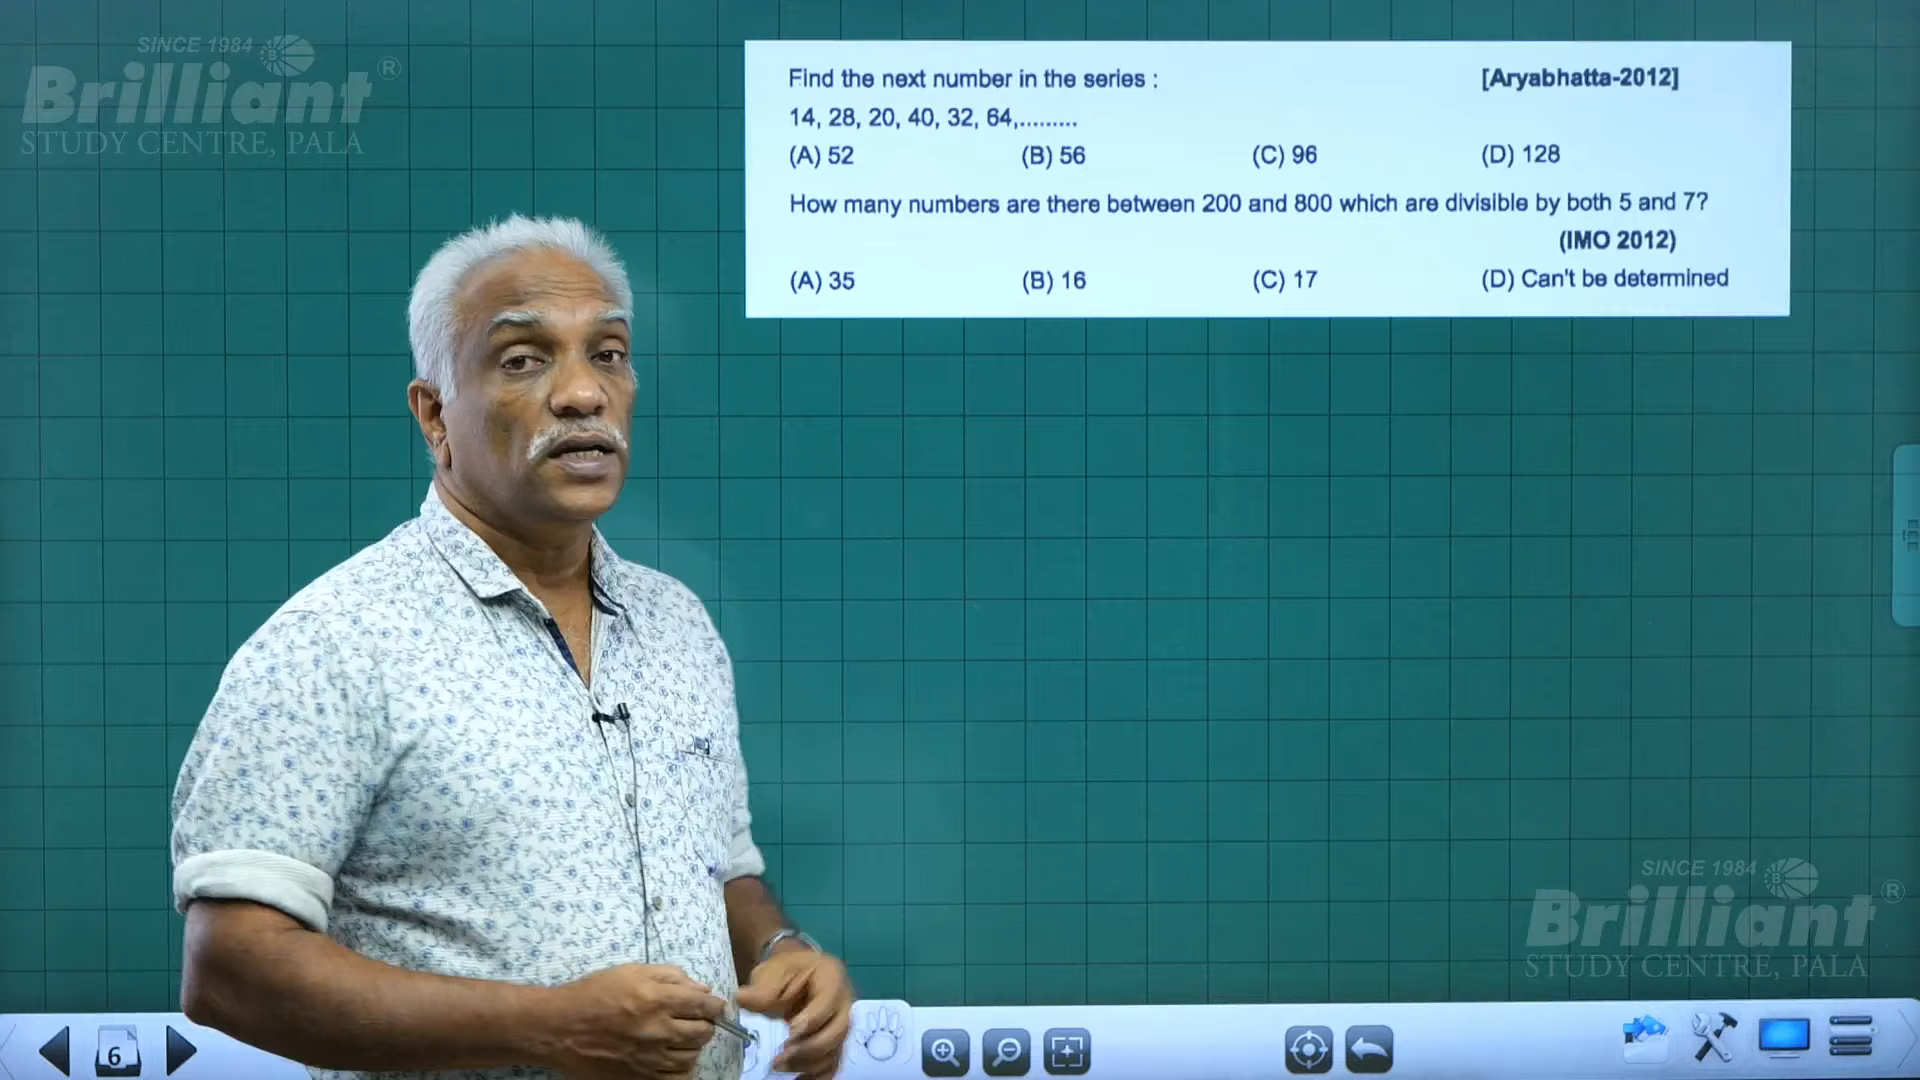 SINCE 1984
Brilliant®
STUDY CENTRE, PALA
Find the next number in the series : [Aryabhatta-2012]
14, 28, 20, 40, 32, 64,.........
(A) 52 (B) 56 (C) 96 (D) 128
How many numbers are there between 200 and 800 which are divisible by both 5 and 7?
(IMO 2012)
(A) 35 (B) 16 (C) 17 (D) Can't be determined
SINCE 1984
Brilliant®
STUDY CENTRE, PALA
6